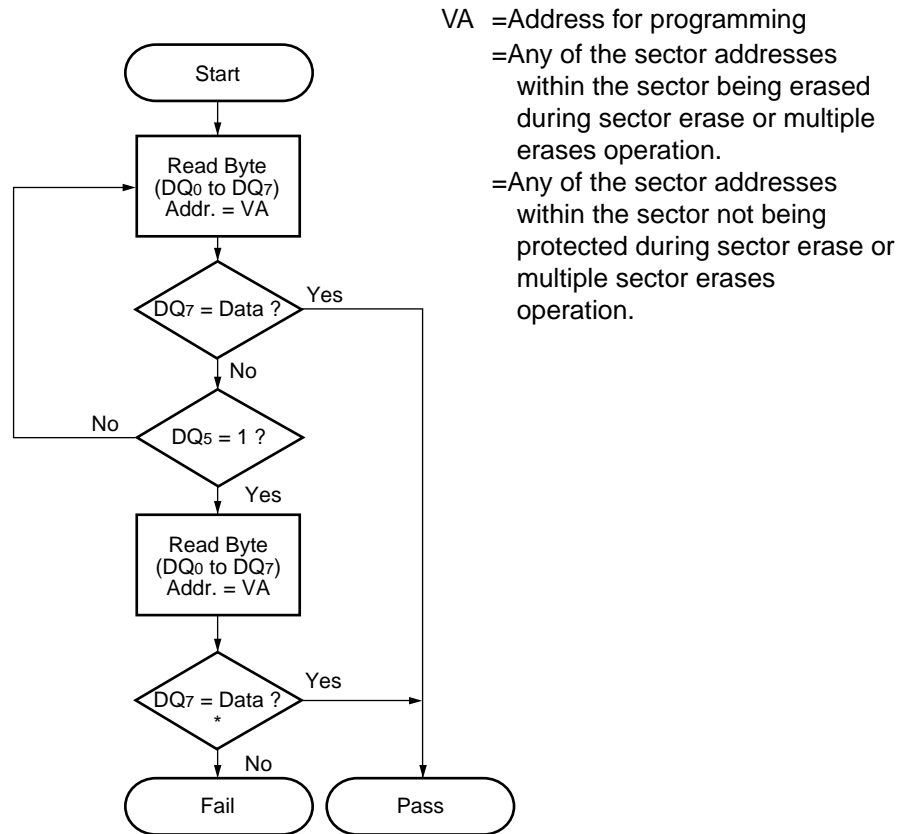 VA =Address for programming
=Any of the sector addresses
within the sector being erased
during sector erase or multiple
erases operation.
=Any of the sector addresses
within the sector not being
protected during sector erase or
multiple sector erases
operation.
Start
Read Byte
(DQ0 to DQ7)
Addr. = VA
DQ7 = Data ?
Yes
No
No
DQ5 = 1 ?
Yes
Read Byte
(DQ0 to DQ7)
Addr. = VA
DQ7 = Data ?
*
Yes
No
Fail
Pass